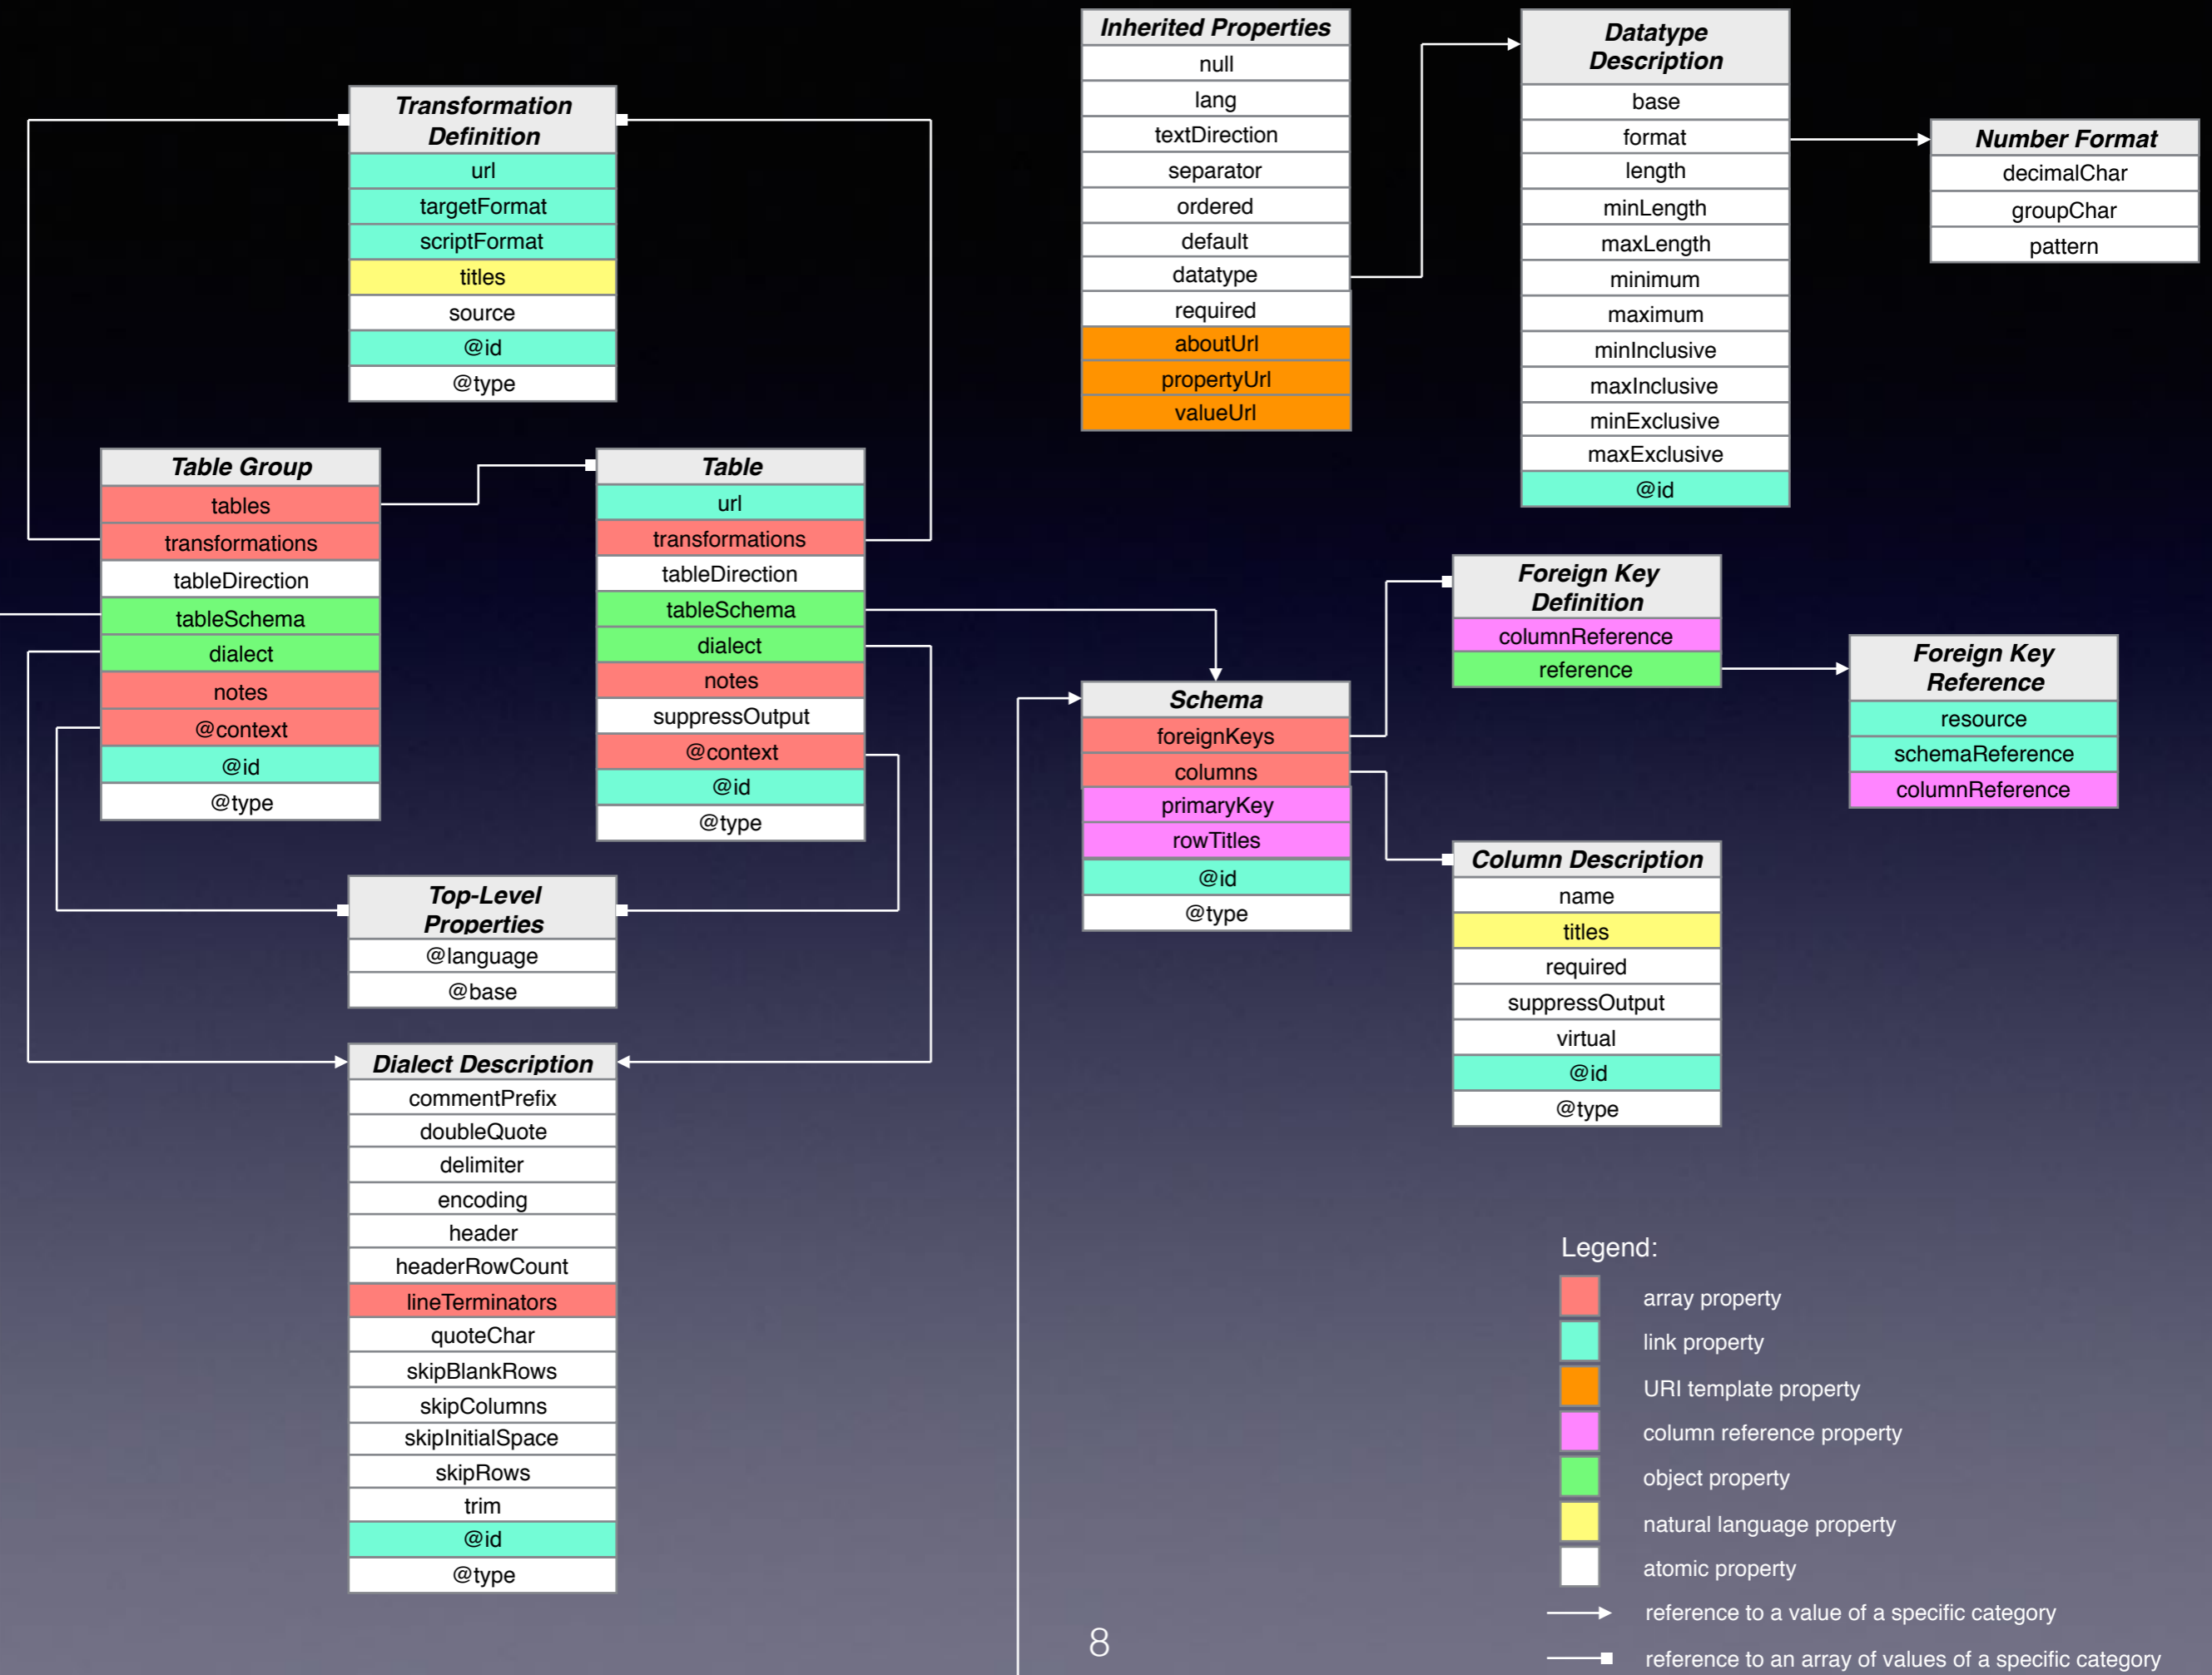 Transformation
Definition
url
targetFormat
scriptFormat
titles
source
@id
@type
Table Group
tables
transformations
tableDirection
tableSchema
dialect
notes
@context
@id
@type
Table
url
transformations
tableDirection
tableSchema
dialect
notes
suppressOutput
@context
@id
@type
Top-Level
Properties
@language
@base
Dialect Description
commentPrefix
doubleQuote
delimiter
encoding
header
headerRowCount
lineTerminators
quoteChar
skipBlankRows
skipColumns
skipInitialSpace
skipRows
trim
@id
@type
Inherited Properties
null
lang
textDirection
separator
ordered
default
datatype
required
aboutUrl
propertyUrl
valueUrl
Datatype
Description
base
format
length
minLength
maxLength
minimum
maximum
minInclusive
maxInclusive
minExclusive
maxExclusive
@id
Number Format
decimalChar
groupChar
pattern
Schema
foreignKeys
columns
primaryKey
rowTitles
@id
@type
Foreign Key
Definition
columnReference
reference
Foreign Key
Reference
resource
schemaReference
columnReference
Column Description
name
titles
required
suppressOutput
virtual
@id
@type
Legend:
array property
link property
URI template property
column reference property
object property
natural language property
atomic property
reference to a value of a specific category
reference to an array of values of a specific category
8